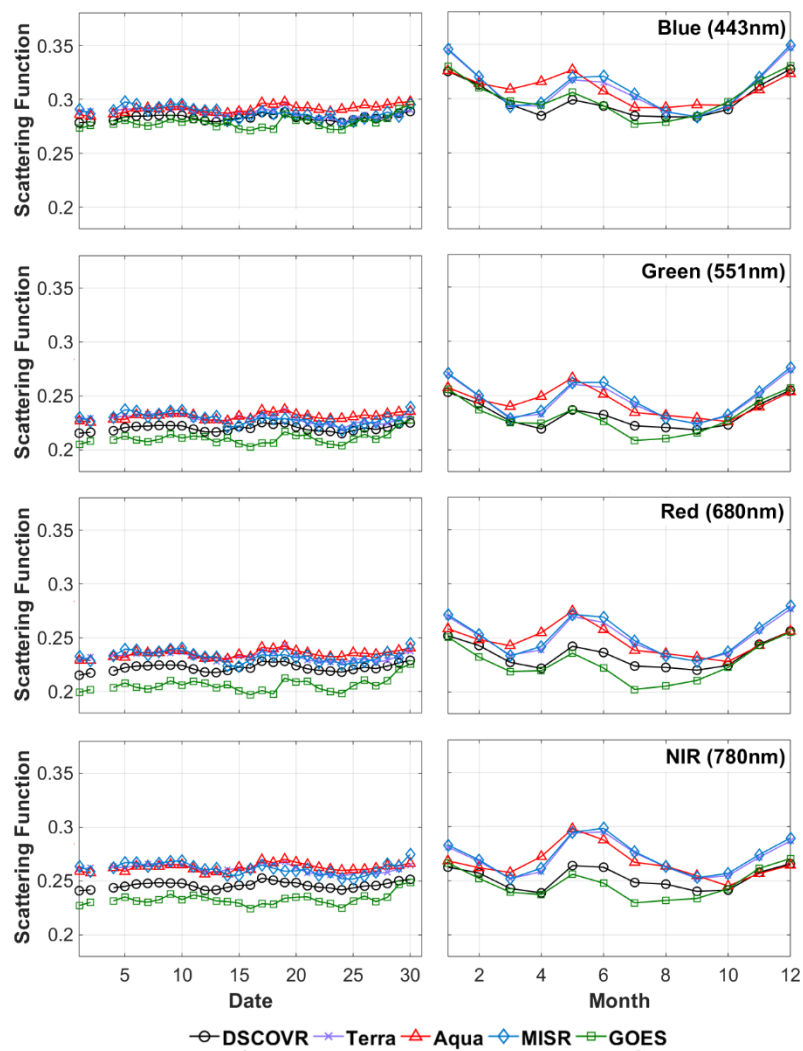 Scattering Function
0.35
0.3
0.25
0.2
Blue (443nm)
Scattering Function
0.35
0.3
0.25
0.2
Green (551nm)
Scattering Function
0.35
0.3
0.25
0.2
Red (680nm)
Scattering Function
0.35
0.3
0.25
0.2
NIR (780nm)
5 10 15 20 25 30
2 4 6 8 10 12
Date
Month
DSCOVR Terra Aqua MISR GOES